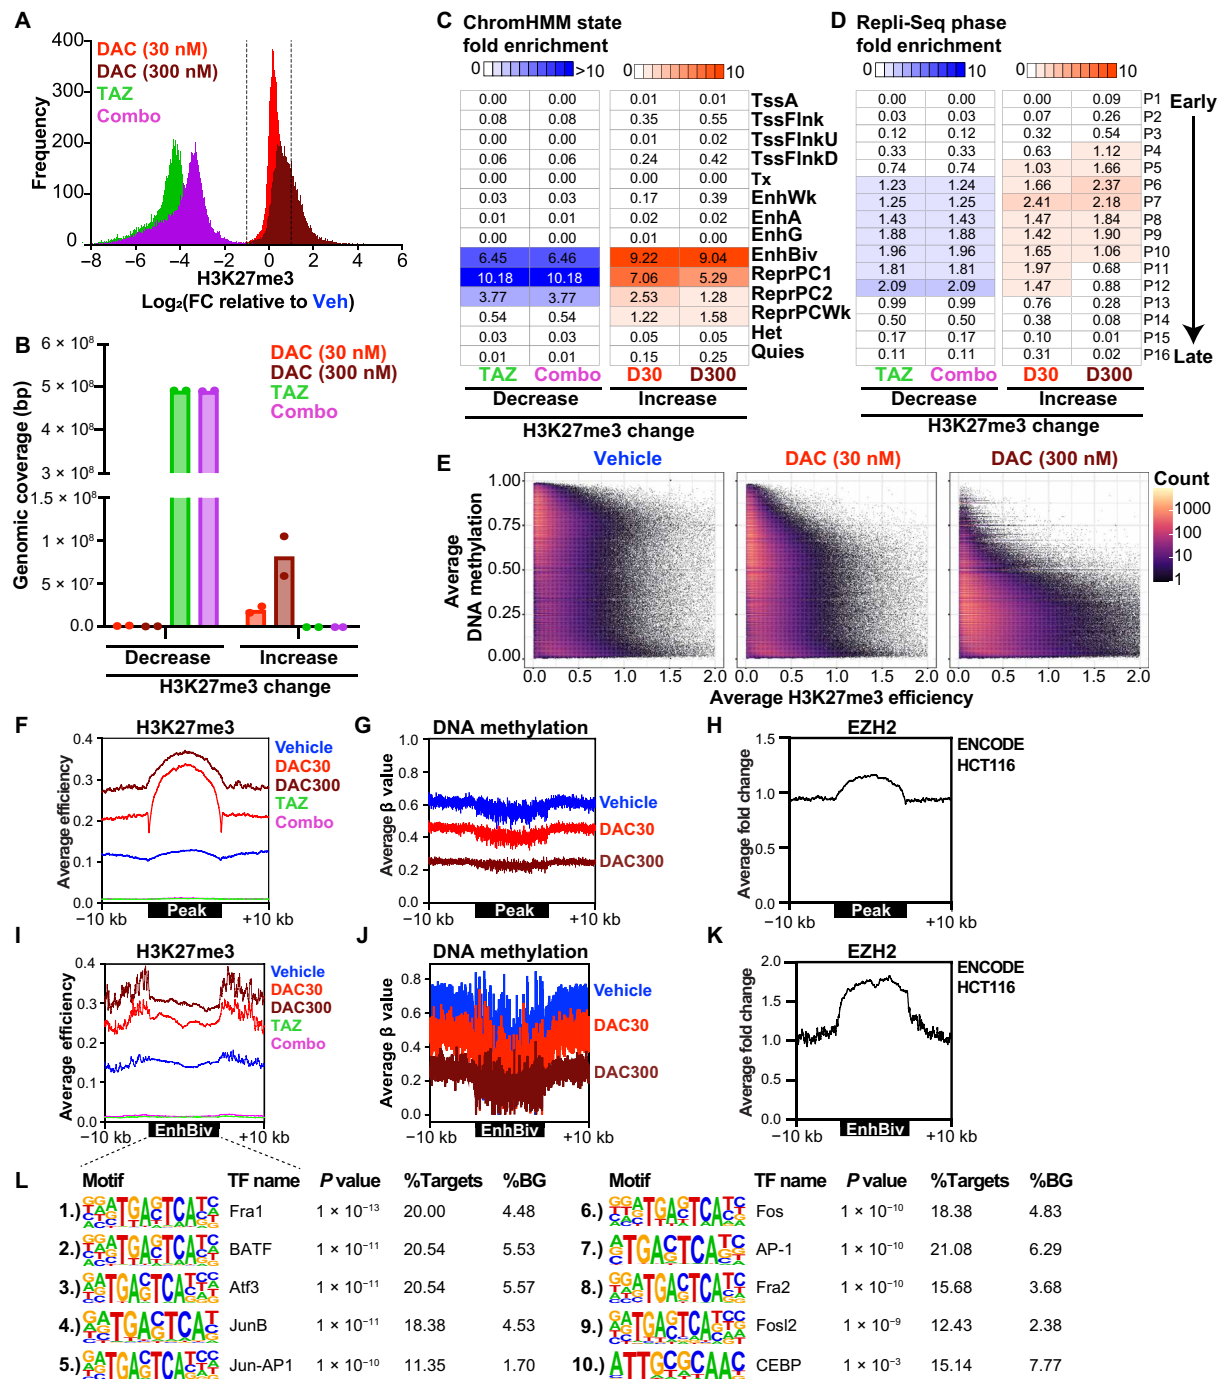 A
400
300
200
100
0
Frequency
DAC (30 nM)
DAC (300 nM)
TAZ
Combo
−8 −6 −4 −2 0 2 4 6
H3K27me3
Log₂(FC relative to Veh)
B
6 × 10⁸
5 × 10⁸
4 × 10⁸
3 × 10⁸
1.5 × 10⁸
1 × 10⁸
5 × 10⁷
0.0
Genomic coverage (bp)
DAC (30 nM)
DAC (300 nM)
TAZ
Combo
Decrease Increase
H3K27me3 change
C ChromHMM state
fold enrichment
0 >10 0 10
0.00 0.00 0.01 0.01 TssA
0.08 0.08 0.35 0.55 TssFlnk
0.00 0.00 0.01 0.02 TssFlnkU
0.06 0.06 0.24 0.42 TssFlnkD
0.00 0.00 0.00 0.00 Tx
0.03 0.03 0.17 0.39 EnhWk
0.01 0.01 0.02 0.02 EnhA
0.00 0.00 0.01 0.00 EnhG
6.45 6.46 9.22 9.04 EnhBiv
10.18 10.18 7.06 5.29 ReprPC1
3.77 3.77 2.53 1.28 ReprPC2
0.54 0.54 1.22 1.58 ReprPCWk
0.03 0.03 0.05 0.05 Het
0.01 0.01 0.15 0.25 Quies
TAZ Combo D30 D300
Decrease Increase
H3K27me3 change
D Repli-Seq phase
fold enrichment
0 10 0 10
0.00 0.00 0.00 0.09 P1 Early
0.03 0.03 0.07 0.26 P2
0.12 0.12 0.32 0.54 P3
0.33 0.33 0.63 1.12 P4
0.74 0.74 1.03 1.66 P5
1.23 1.24 1.66 2.37 P6
1.25 1.25 2.41 2.18 P7
1.43 1.43 1.47 1.84 P8
1.88 1.88 1.42 1.90 P9
1.96 1.96 1.65 1.06 P10
1.81 1.81 1.97 0.68 P11
2.09 2.09 1.47 0.88 P12
0.99 0.99 0.76 0.28 P13
0.50 0.50 0.38 0.08 P14
0.17 0.17 0.10 0.01 P15
0.11 0.11 0.31 0.02 P16 Late
TAZ Combo D30 D300
Decrease Increase
H3K27me3 change
E
Vehicle DAC (30 nM) DAC (300 nM)
1.00
0.75
0.50
0.25
0.00
Average
DNA methylation
0.0 0.5 1.0 1.5 2.0 0.0 0.5 1.0 1.5 2.0 0.0 0.5 1.0 1.5 2.0
Average H3K27me3 efficiency
Count
1000
100
10
1
F
H3K27me3
0.4
0.3
0.2
0.1
0.0
Average efficiency
Vehicle
DAC30
DAC300
TAZ
Combo
−10 kb Peak +10 kb
G
DNA methylation
1.0
0.8
0.6
0.4
0.2
0.0
Average β value
Vehicle
DAC30
DAC300
−10 kb Peak +10 kb
H
EZH2
1.5
1.0
0.5
0.0
Average fold change
ENCODE
HCT116
−10 kb Peak +10 kb
I
H3K27me3
0.4
0.3
0.2
0.1
0.0
Average efficiency
Vehicle
DAC30
DAC300
TAZ
Combo
−10 kb EnhBiv +10 kb
J
DNA methylation
0.8
0.6
0.4
0.2
0.0
Average β value
Vehicle
DAC30
DAC300
−10 kb EnhBiv +10 kb
K
EZH2
2.0
1.5
1.0
0.5
0.0
Average fold change
ENCODE
HCT116
−10 kb EnhBiv +10 kb
L
Motif TF name P value %Targets %BG
1.) Fra1 1 × 10⁻¹³ 20.00 4.48
2.) BATF 1 × 10⁻¹¹ 20.54 5.53
3.) Atf3 1 × 10⁻¹¹ 20.54 5.57
4.) JunB 1 × 10⁻¹¹ 18.38 4.53
5.) Jun-AP1 1 × 10⁻¹⁰ 11.35 1.70
Motif TF name P value %Targets %BG
6.) Fos 1 × 10⁻¹⁰ 18.38 4.83
7.) AP-1 1 × 10⁻¹⁰ 21.08 6.29
8.) Fra2 1 × 10⁻¹⁰ 15.68 3.68
9.) Fosl2 1 × 10⁻⁹ 12.43 2.38
10.) CEBP 1 × 10⁻³ 15.14 7.77